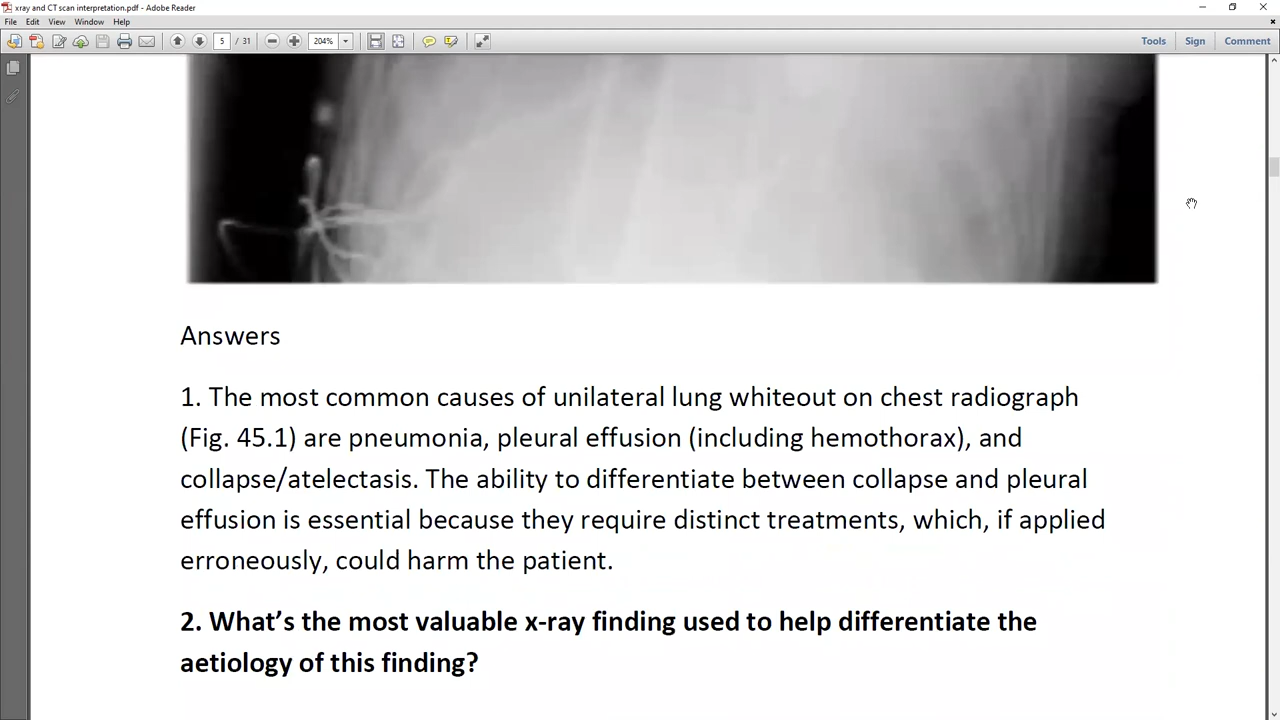 xray and CT scan interpretation.pdf - Adobe Reader
File Edit View Window Help
5 / 31 204% Tools Sign Comment
Answers
1. The most common causes of unilateral lung whiteout on chest radiograph
(Fig. 45.1) are pneumonia, pleural effusion (including hemothorax), and
collapse/atelectasis. The ability to differentiate between collapse and pleural
effusion is essential because they require distinct treatments, which, if applied
erroneously, could harm the patient.
2. What’s the most valuable x-ray finding used to help differentiate the
aetiology of this finding?